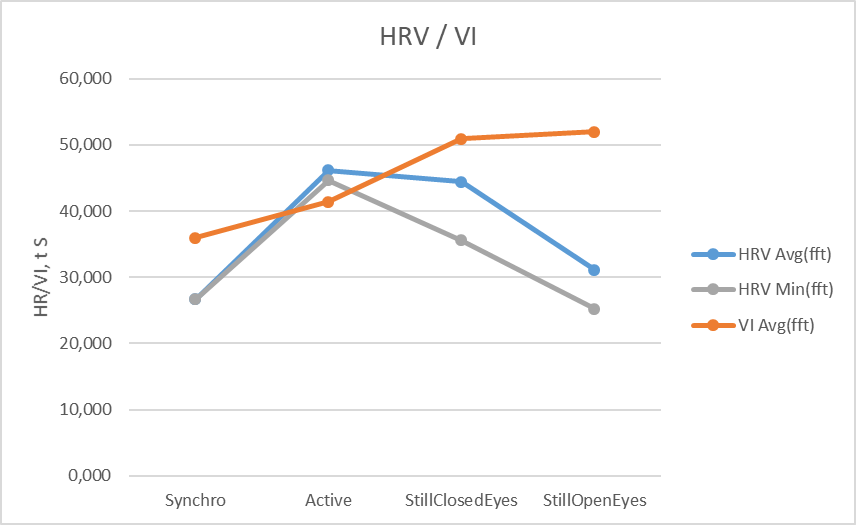 HRV / VI
60,000
50,000
40,000
30,000
20,000
10,000
0,000
HR/VI, t S
Synchro Active StillClosedEyes StillOpenEyes
HRV Avg(fft)
HRV Min(fft)
VI Avg(fft)